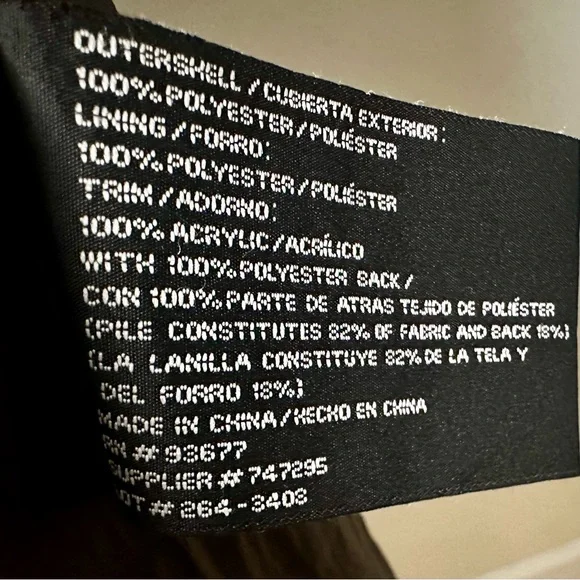 OUTERSHELL/CUBIERTA EXTERIOR:
100% POLYESTER/POLIÉSTER
LINING/FORRO:
100% POLYESTER/POLIÉSTER
TRIM/ADORNO:
100% ACRYLIC/ACRÍLICO
WITH 100% POLYESTER BACK/
CON 100% PARTE DE ATRAS TEJIDO DE POLIÉSTER
(PILE CONSTITUTES 82% OF FABRIC AND BACK 18%)
(LA LANILLA CONSTITUYE 82% DE LA TELA Y
DEL FORRO 18%)
MADE IN CHINA/HECHO EN CHINA
RN # 93677
SUPPLIER # 747295
LOT # 264-3408